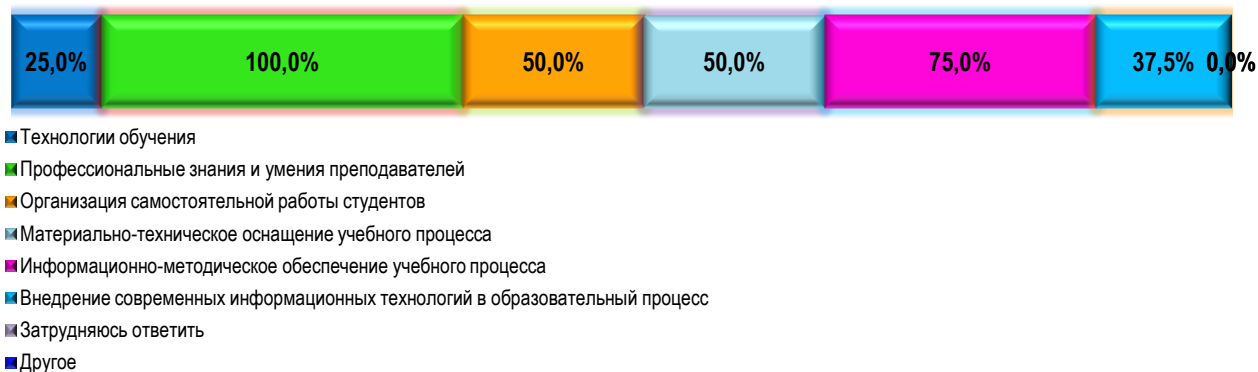 25,0% 100,0% 50,0% 50,0% 75,0% 37,5% 0,0%
Технологии обучения
Профессиональные знания и умения преподавателей
Организация самостоятельной работы студентов
Материально-техническое оснащение учебного процесса
Информационно-методическое обеспечение учебного процесса
Внедрение современных информационных технологий в образовательный процесс
Затрудняюсь ответить
Другое